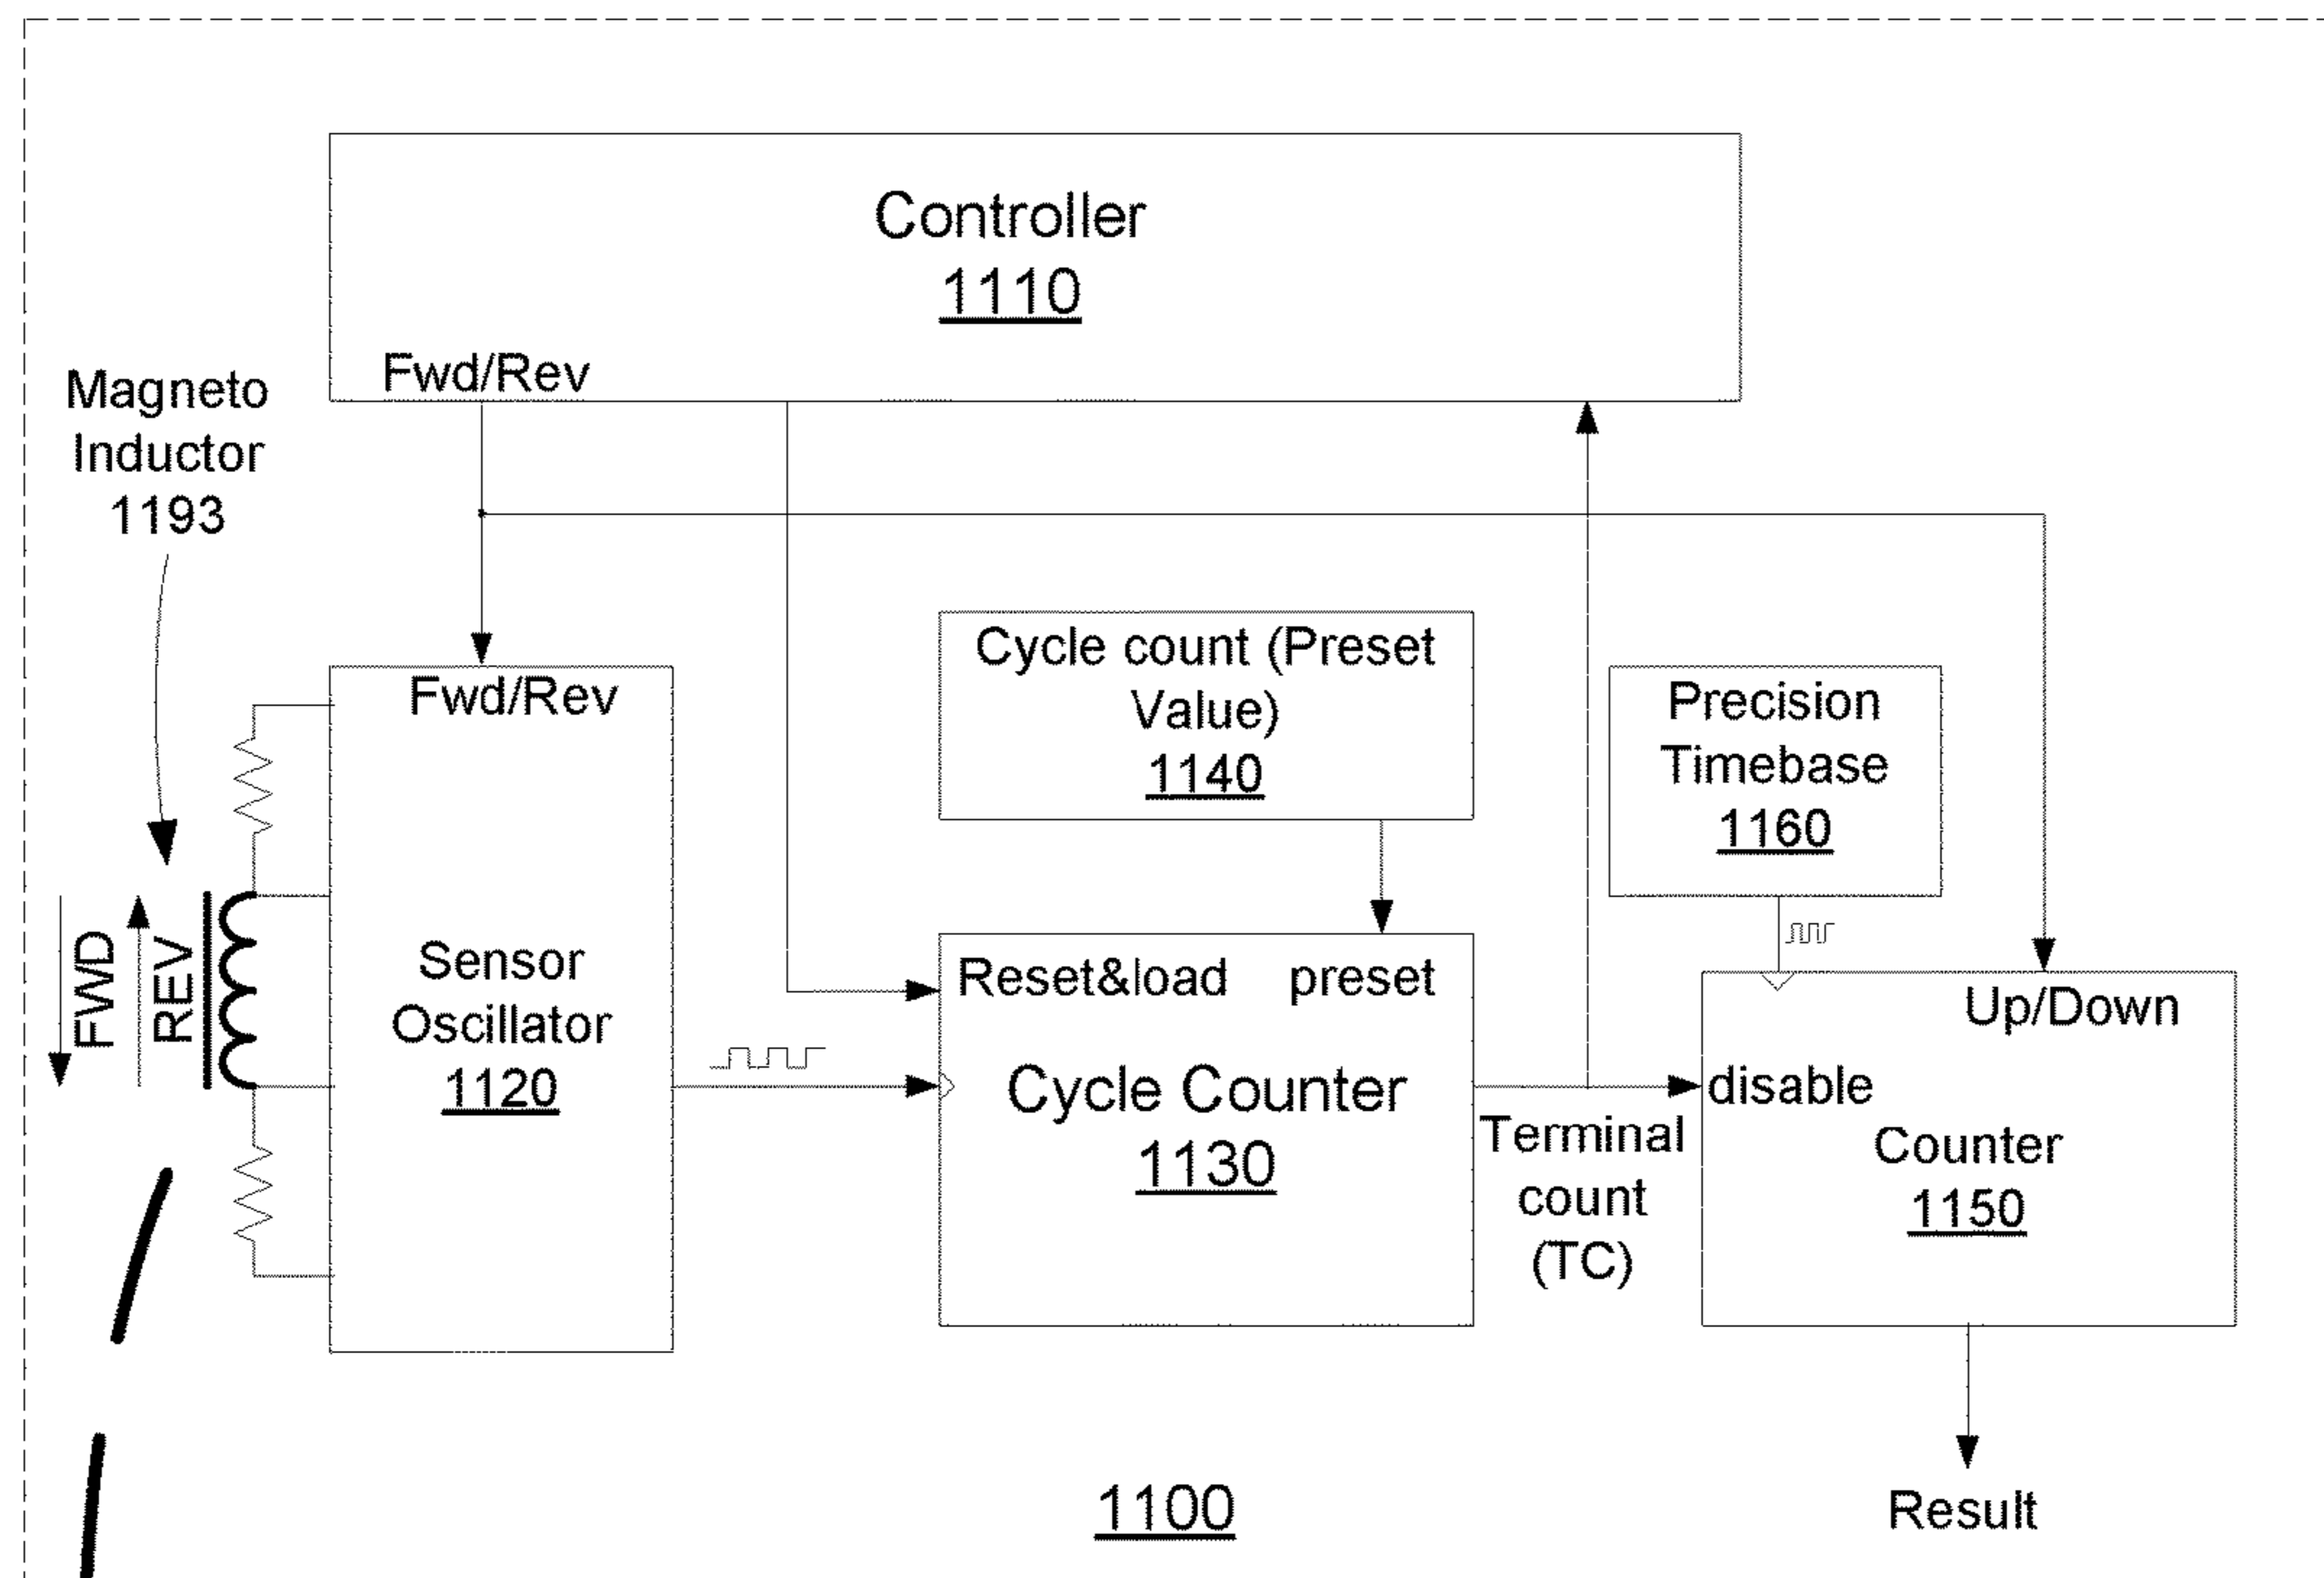 Controller
1110
Fwd/Rev
Magneto
Inductor
1193
Fwd/Rev
Sensor
Oscillator
1120
FWD
REV
Cycle count (Preset
Value)
1140
Precision
Timebase
1160
Reset&load preset
Cycle Counter
1130
Terminal
count
(TC)
Up/Down
disable
Counter
1150
Result
1100